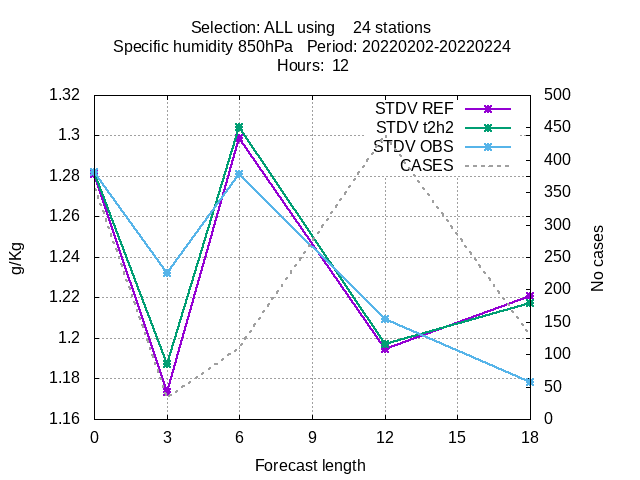 Selection: ALL using    24 stations
Specific humidity 850hPa   Period: 20220202-20220224
Hours:  12
1.32
1.3
1.28
1.26
1.24
1.22
1.2
1.18
1.16
g/Kg
STDV REF
STDV t2h2
STDV OBS
CASES
500
450
400
350
300
250
200
150
100
50
0
No cases
0 3 6 9 12 15 18
Forecast length